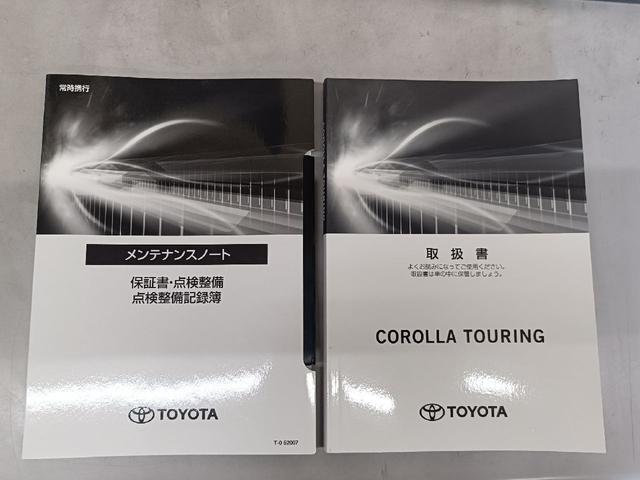 常時携行
メンテナンスノート
保証書・点検整備
点検整備記録簿
TOYOTA
T-0 52007
取扱書
よくお読みになってご使用ください。
取扱書は車の中に保管しましょう。
COROLLA TOURING
TOYOTA